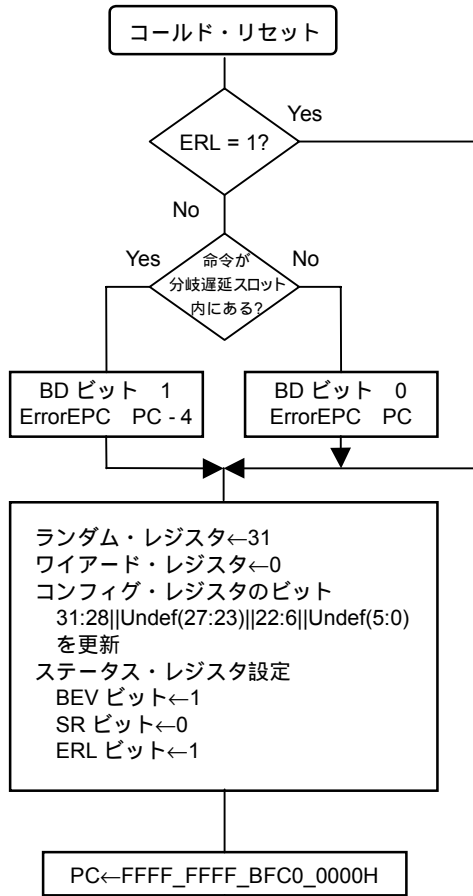 コールド・リセット
ERL = 1?
Yes
No
命令が
分岐遅延スロット
内にある?
Yes
No
BD ビット 1
ErrorEPC PC - 4
BD ビット 0
ErrorEPC PC
ランダム・レジスタ←31
ワイアード・レジスタ←0
コンフィグ・レジスタのビット
31:28||Undef(27:23)||22:6||Undef(5:0)
を更新
ステータス・レジスタ設定
BEV ビット←1
SR ビット←0
ERL ビット←1
PC←FFFF_FFFF_BFC0_0000H